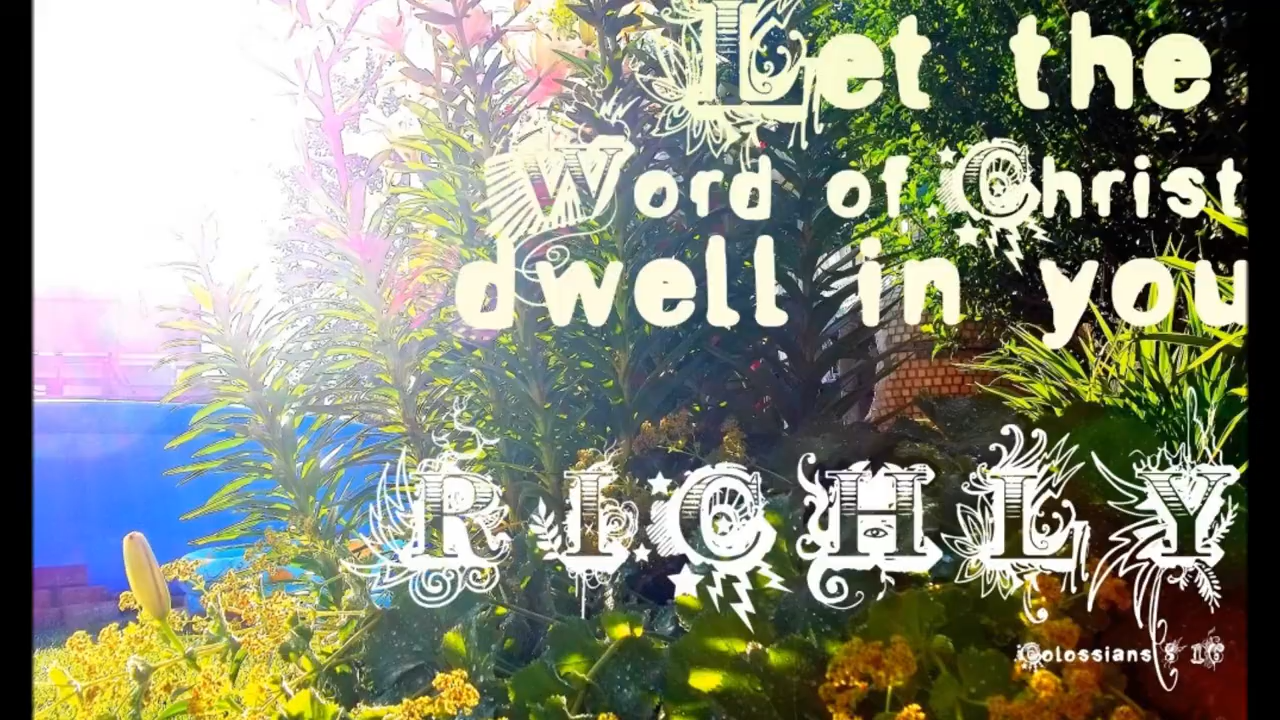 Let the
Word of Christ
dwell in you
RICHLY
Colossians 3 16